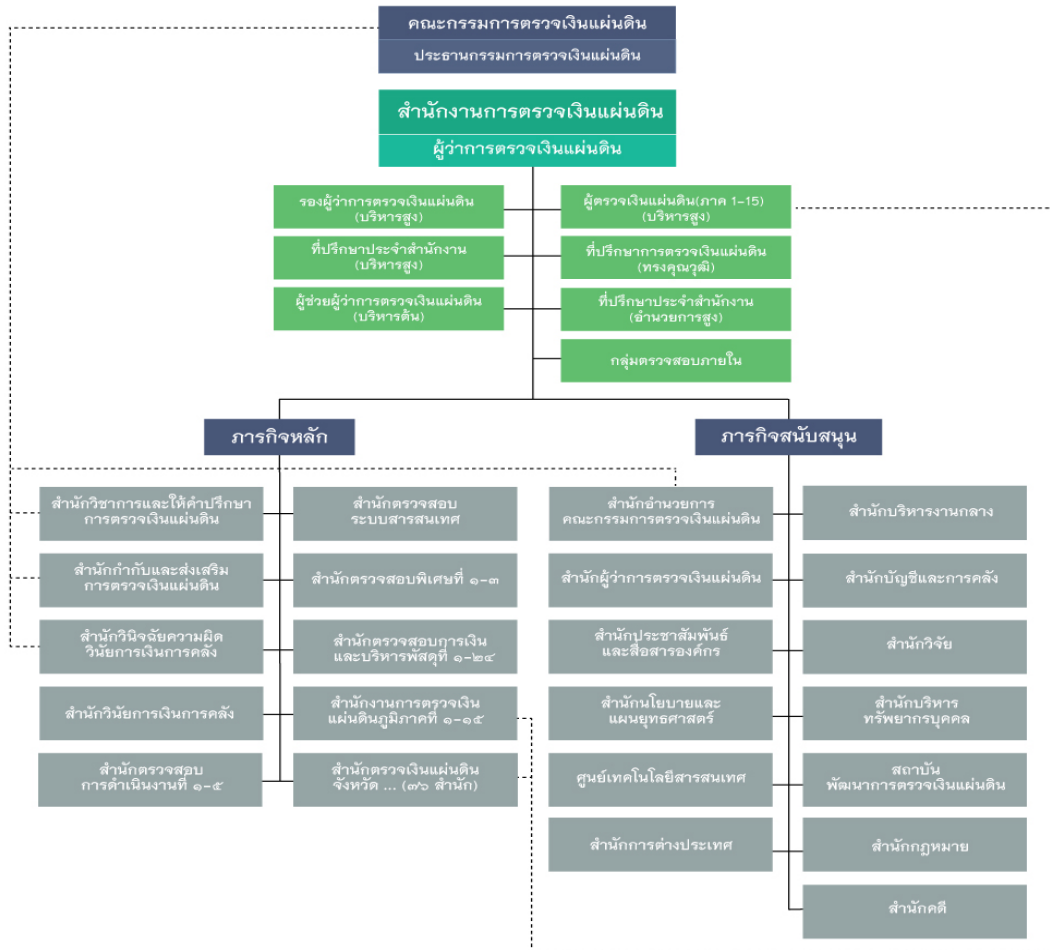 คณะกรรมการตรวจเงินแผ่นดิน
ประธานกรรมการตรวจเงินแผ่นดิน
สำนักงานการตรวจเงินแผ่นดิน
ผู้ว่าการตรวจเงินแผ่นดิน
รองผู้ว่าการตรวจเงินแผ่นดิน
(บริหารสูง)
ผู้ตรวจเงินแผ่นดิน(ภาค 1-15)
(บริหารสูง)
ที่ปรึกษาประจำสำนักงาน
(บริหารสูง)
ที่ปรึกษาการตรวจเงินแผ่นดิน
(ทรงคุณวุฒิ)
ผู้ช่วยผู้ว่าการตรวจเงินแผ่นดิน
(บริหารต้น)
ที่ปรึกษาประจำสำนักงาน
(อำนวยการสูง)
กลุ่มตรวจสอบภายใน
ภารกิจหลัก
สำนักวิชาการและให้คำปรึกษา
การตรวจเงินแผ่นดิน
สำนักตรวจสอบ
ระบบสารสนเทศ
สำนักกำกับและส่งเสริม
การตรวจเงินแผ่นดิน
สำนักตรวจสอบพิเศษที่ ๑-๓
สำนักวินิจฉัยความผิด
วินัยการเงินการคลัง
สำนักตรวจสอบการเงิน
และบริหารพัสดุที่ ๑-๒๔
สำนักวินัยการเงินการคลัง
สำนักงานการตรวจเงิน
แผ่นดินภูมิภาคที่ ๑-๑๕
สำนักตรวจสอบ
การดำเนินงานที่ ๑-๕
สำนักตรวจเงินแผ่นดิน
จังหวัด ... (๗๖ สำนัก)
ภารกิจสนับสนุน
สำนักอำนวยการ
คณะกรรมการตรวจเงินแผ่นดิน
สำนักบริหารงานกลาง
สำนักผู้ว่าการตรวจเงินแผ่นดิน
สำนักบัญชีและการคลัง
สำนักประชาสัมพันธ์
และสื่อสารองค์กร
สำนักวิจัย
สำนักนโยบายและ
แผนยุทธศาสตร์
สำนักบริหาร
ทรัพยากรบุคคล
ศูนย์เทคโนโลยีสารสนเทศ
สถาบัน
พัฒนาการตรวจเงินแผ่นดิน
สำนักการต่างประเทศ
สำนักกฎหมาย
สำนักคดี